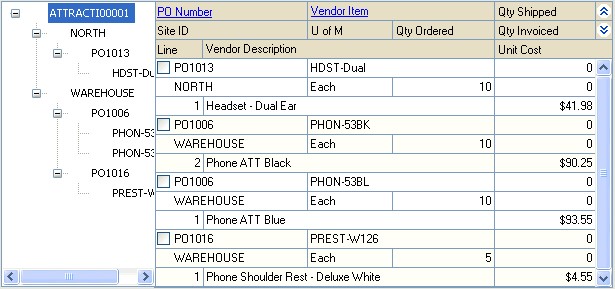 ATTRACTI00001
NORTH
PO1013
HDST-Du
WAREHOUSE
PO1006
PHON-53
PHON-53
PO1016
PREST-W
PO Number Vendor Item Qty Shipped
Site ID U of M Qty Ordered Qty Invoiced
Line Vendor Description Unit Cost
PO1013 HDST-Dual 0
NORTH Each 10 0
1 Headset - Dual Ear $41.98
PO1006 PHON-53BK 0
WAREHOUSE Each 10 0
2 Phone ATT Black $90.25
PO1006 PHON-53BL 0
WAREHOUSE Each 10 0
1 Phone ATT Blue $93.55
PO1016 PREST-W126 0
WAREHOUSE Each 5 0
1 Phone Shoulder Rest - Deluxe White $4.55